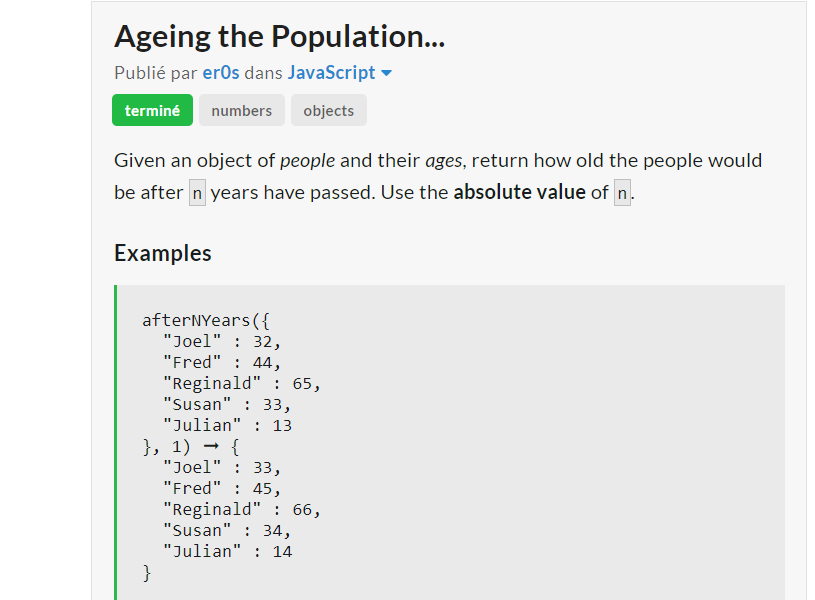 Ageing the Population...
Publié par er0s dans JavaScript
terminé numbers objects
Given an object of people and their ages, return how old the people would
be after n years have passed. Use the absolute value of n.
Examples
afterNYears({
"Joel" : 32,
"Fred" : 44,
"Reginald" : 65,
"Susan" : 33,
"Julian" : 13
}, 1) ➞ {
"Joel" : 33,
"Fred" : 45,
"Reginald" : 66,
"Susan" : 34,
"Julian" : 14
}